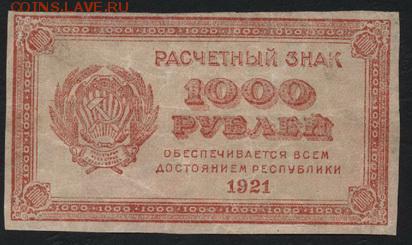 COINS.LAVE.RU
РАСЧЕТНЫЙ ЗНАК
1000
РУБЛЕЙ
ОБЕСПЕЧИВАЕТСЯ ВСЕМ
ДОСТОЯНИЕМ РЕСПУБЛИКИ
1921